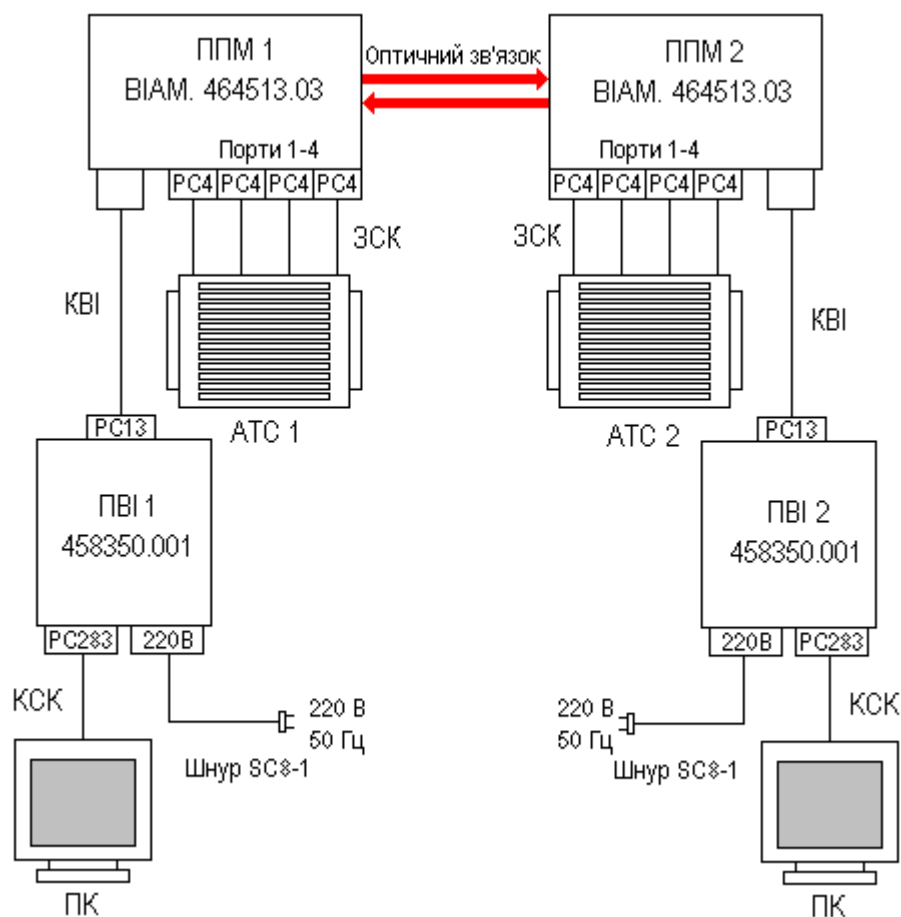 ППМ 1
ВІАМ. 464513.03
Порти 1-4
РС4 РС4 РС4 РС4
Оптичний зв'язок
ППМ 2
ВІАМ. 464513.03
Порти 1-4
РС4 РС4 РС4 РС4
ЗСК
ЗСК
КВІ
КВІ
АТС 1
АТС 2
РС13
РС13
ПВІ 1
458350.001
ПВІ 2
458350.001
РС283
220В
220В
РС283
КСК
220 В
50 Гц
Шнур SC8-1
220 В
50 Гц
Шнур SC8-1
КСК
ПК
ПК